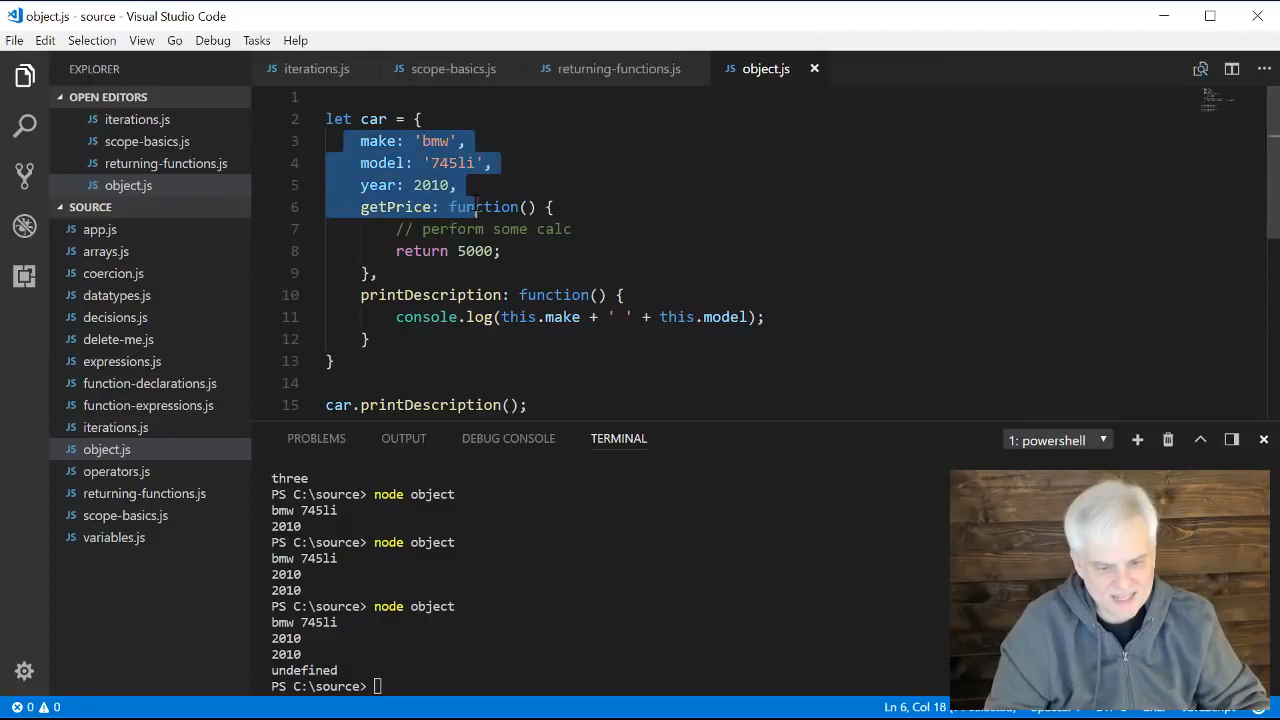 object.js - source - Visual Studio Code
File Edit Selection View Go Debug Tasks Help
EXPLORER
OPEN EDITORS
JS iterations.js
JS scope-basics.js
JS returning-functions.js
JS object.js
SOURCE
JS app.js
JS arrays.js
JS coercion.js
JS datatypes.js
JS decisions.js
JS delete-me.js
JS expressions.js
JS function-declarations.js
JS function-expressions.js
JS iterations.js
JS object.js
JS operators.js
JS returning-functions.js
JS scope-basics.js
JS variables.js
JS iterations.js JS scope-basics.js JS returning-functions.js JS object.js
1
2 let car = {
3 make: 'bmw',
4 model: '745li',
5 year: 2010,
6 getPrice: function() {
7 // perform some calc
8 return 5000;
9 },
10 printDescription: function() {
11 console.log(this.make + ' ' + this.model);
12 }
13 }
14
15 car.printDescription();
PROBLEMS OUTPUT DEBUG CONSOLE TERMINAL 1: powershell
three
PS C:\source> node object
bmw 745li
2010
PS C:\source> node object
bmw 745li
2010
2010
PS C:\source> node object
bmw 745li
2010
2010
undefined
PS C:\source>
0 0 Ln 6, Col 18